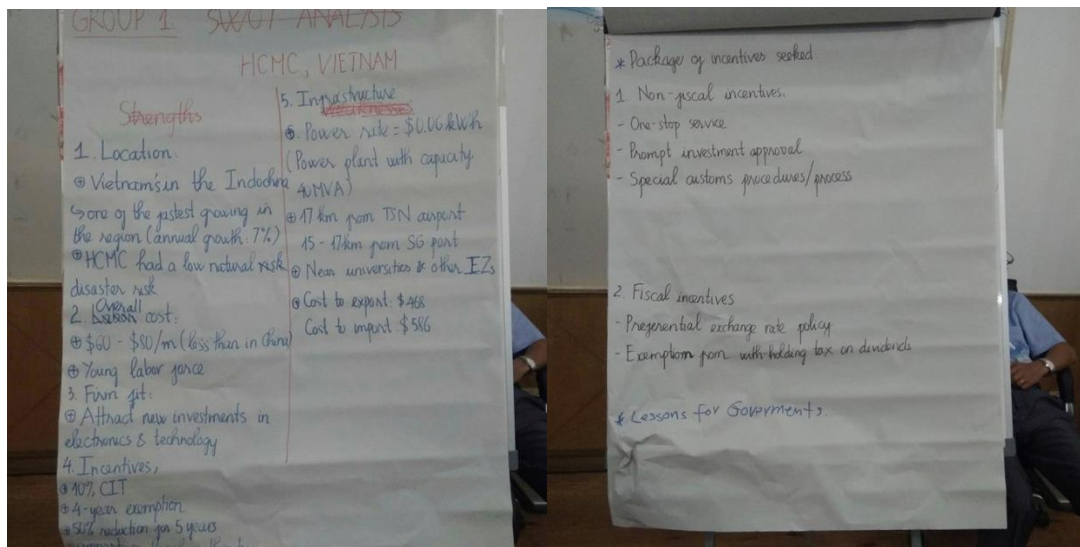 GROUP 1 SWOT ANALYSIS
HCMC, VIETNAM
Strengths
1. Location:
⊕ Vietnam's in the Indochina
↳ one of the fastest growing in
the region (annual growth: 7%)
⊕ HCMC had a low natural risk
disaster risk
2. Overall cost:
⊕ $60 - $80/m (less than in China)
⊕ Young labor force
3. Firm fit:
⊕ Attract new investments in
electronics & technology
4. Incentives,
⊕ 10% CIT
⊕ 4-year exemption
⊕ 50% reduction for 5 years
5. Infrastructure
Weaknesses
⊕ Power rate = $0.06 kWh
(Power plant with capacity
40MVA)
⊕ 17 km from TSN airport
15 - 17km from SG port
⊕ Near universities & other IZs
⊕ Cost to export: $468
Cost to import: $586
* Package of incentives seeked
1 Non-fiscal incentives.
- One-stop service
- Prompt investment approval
- Special customs procedures/process
2. Fiscal incentives
- Preferential exchange rate policy
- Exemption from with-holding tax on dividends
* Lessons for Goverments.